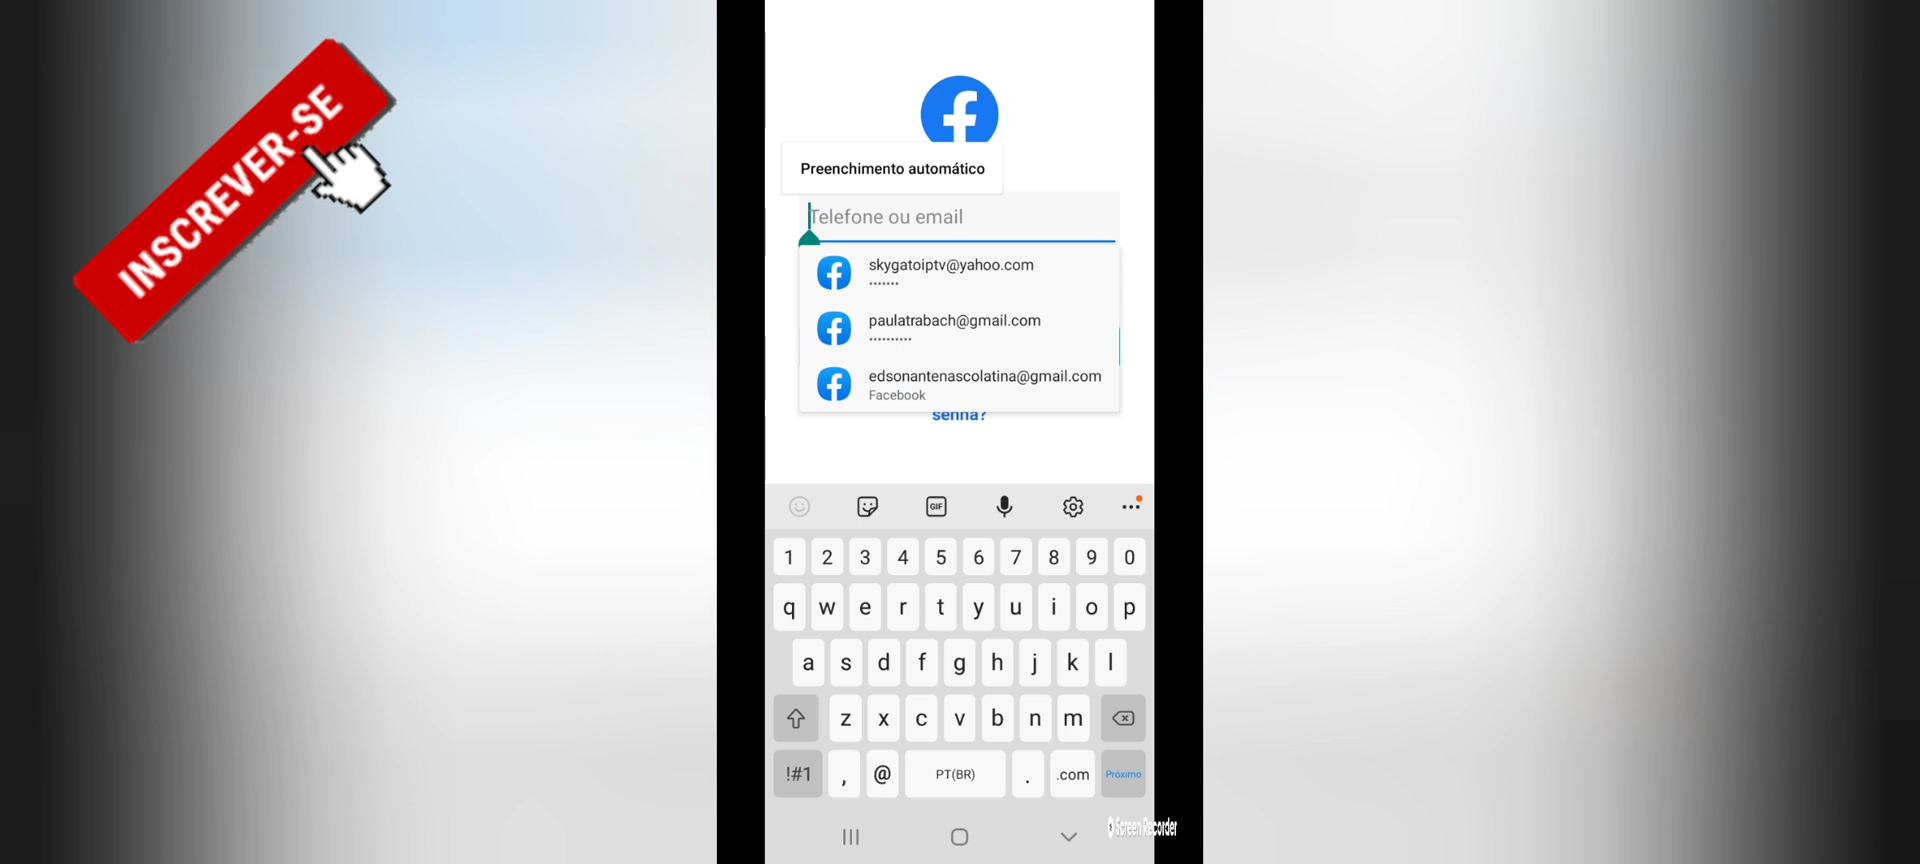 INSCREVER-SE
Preenchimento automático
Telefone ou email
skygatoiptv@yahoo.com
•••••••
paulatrabach@gmail.com
••••••••••
edsonantenascolatina@gmail.com
Facebook
senha?
GIF
1 2 3 4 5 6 7 8 9 0
q w e r t y u i o p
a s d f g h j k l
z x c v b n m
!#1 , @ PT(BR) . .com Próximo
Screen Recorder